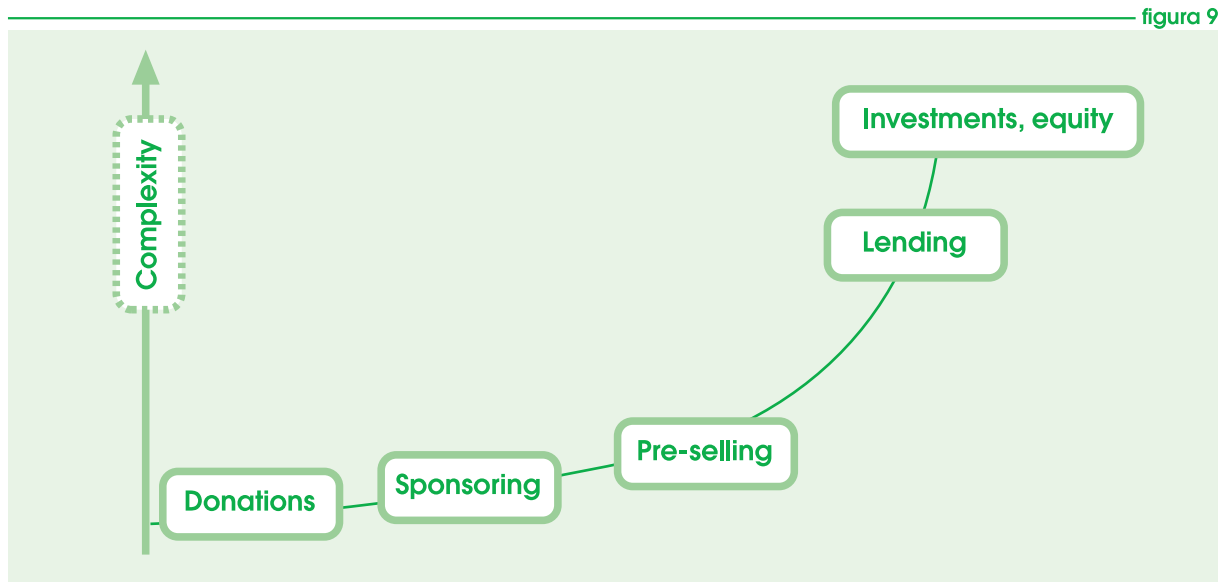 figura 9
Complexity
Investments, equity
Lending
Pre-selling
Sponsoring
Donations